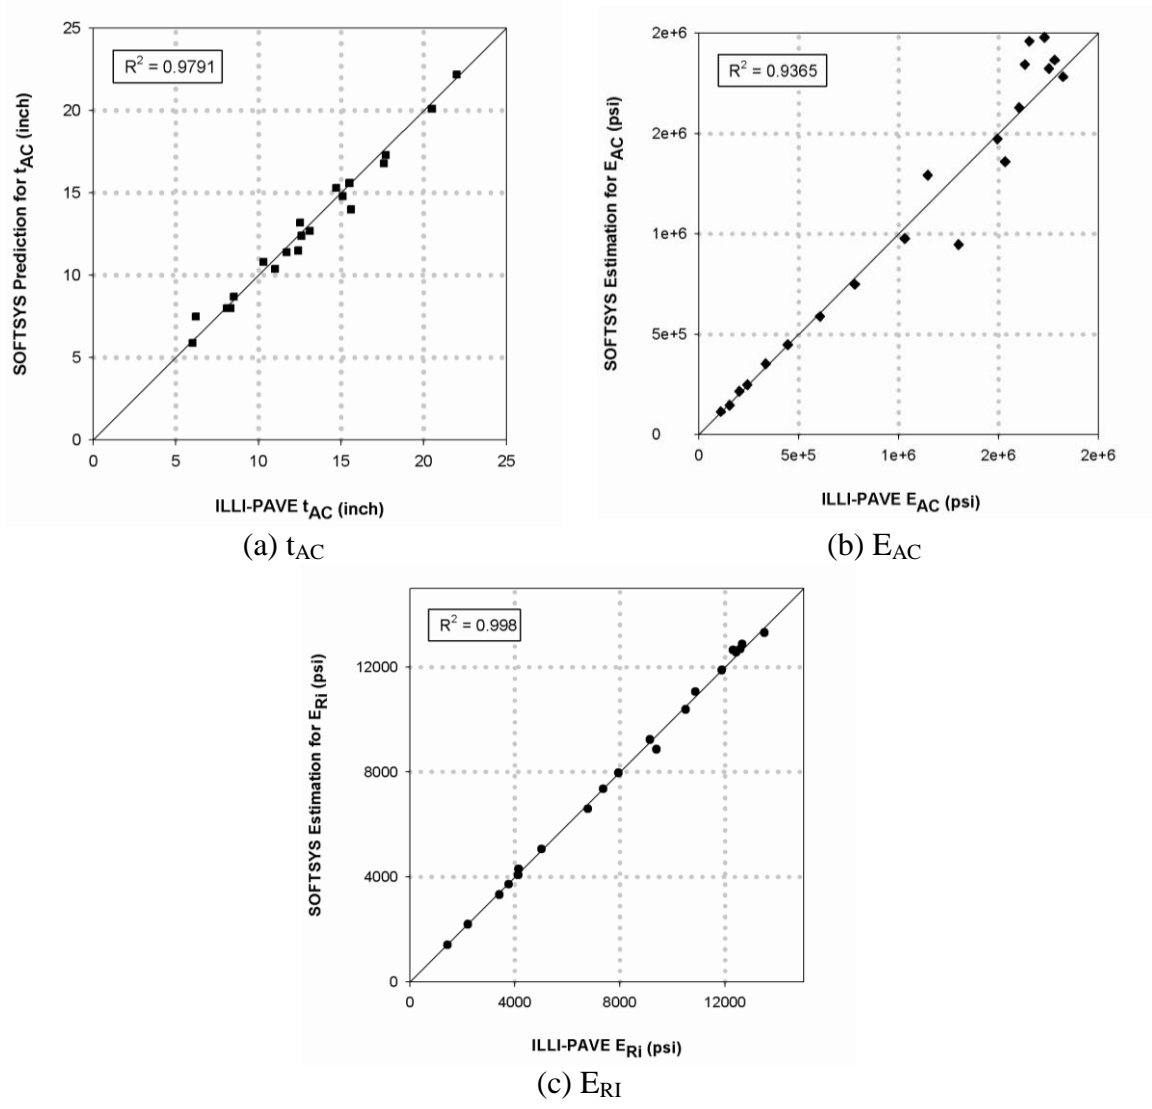 25
20
15
10
5
0
R² = 0.9791
SOFTSYS Prediction for tAC (inch)
0 5 10 15 20 25
ILLI-PAVE tAC (inch)
(a) tAC
2e+6
2e+6
1e+6
5e+5
0
R² = 0.9365
SOFTSYS Estimation for EAC (psi)
0 5e+5 1e+6 2e+6 2e+6
ILLI-PAVE EAC (psi)
(b) EAC
12000
8000
4000
0
R² = 0.998
SOFTSYS Estimation for ERi (psi)
0 4000 8000 12000
ILLI-PAVE ERi (psi)
(c) ERI